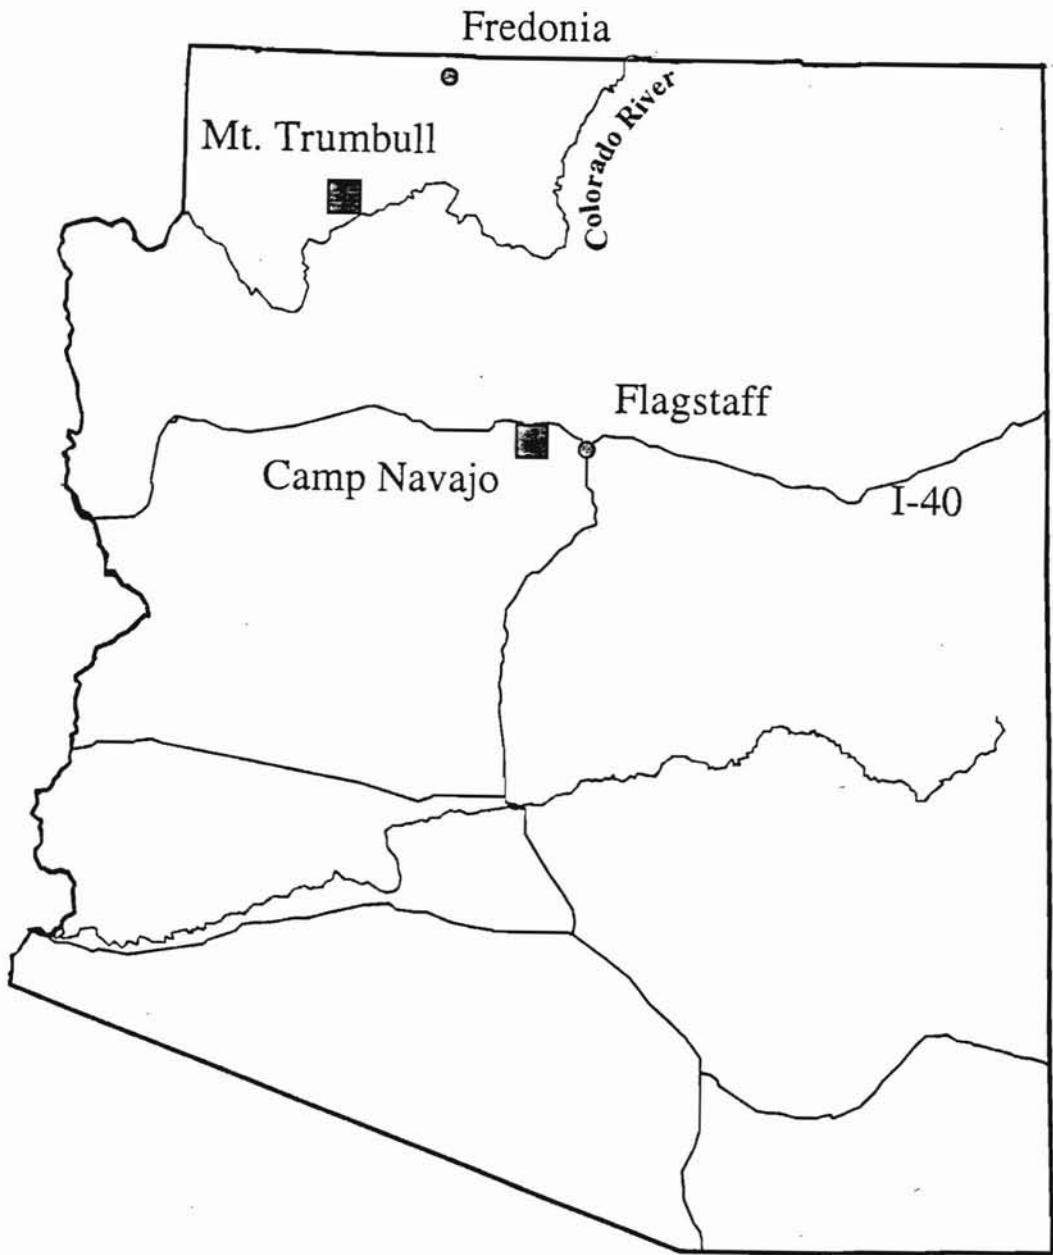 Fredonia
Mt. Trumbull
Colorado River
Flagstaff
Camp Navajo
I-40